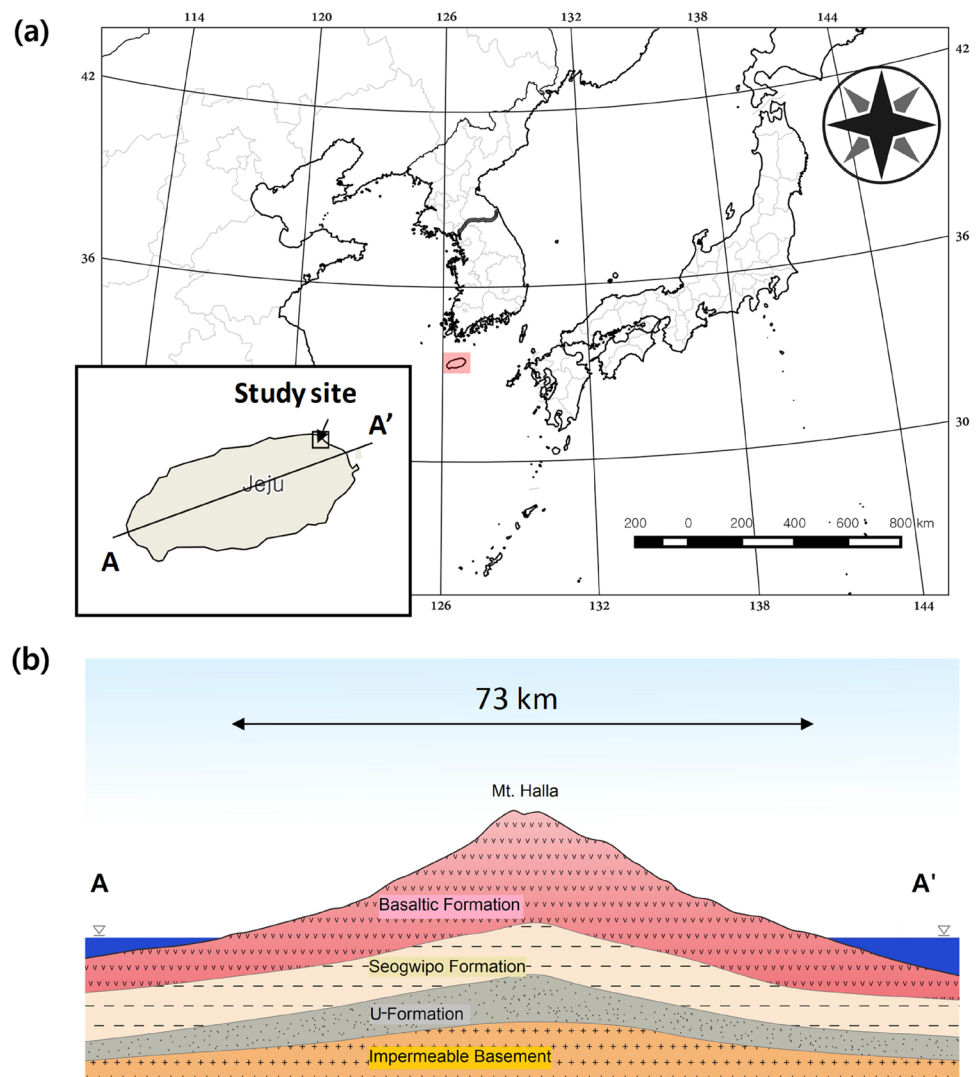 (a)
114
120
126
132
138
144
42
42
36
36
30
Study site
A'
Jeju
A
200 0 200 400 600 800 km
126
132
138
144
(b)
73 km
Mt. Halla
A
A'
Basaltic Formation
Seogwipo Formation
U-Formation
Impermeable Basement